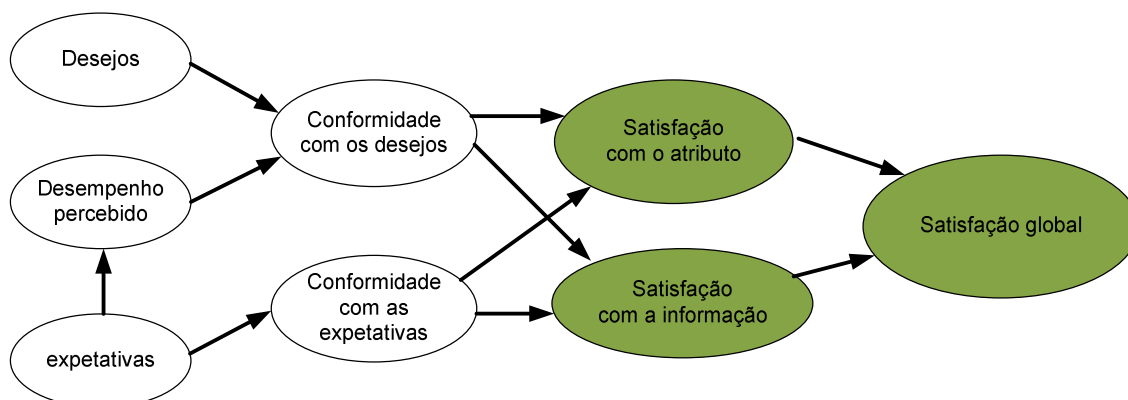 Desejos
Desempenho
percebido
expetativas
Conformidade
com os desejos
Conformidade
com as
expetativas
Satisfação
com o atributo
Satisfação
com a informação
Satisfação global